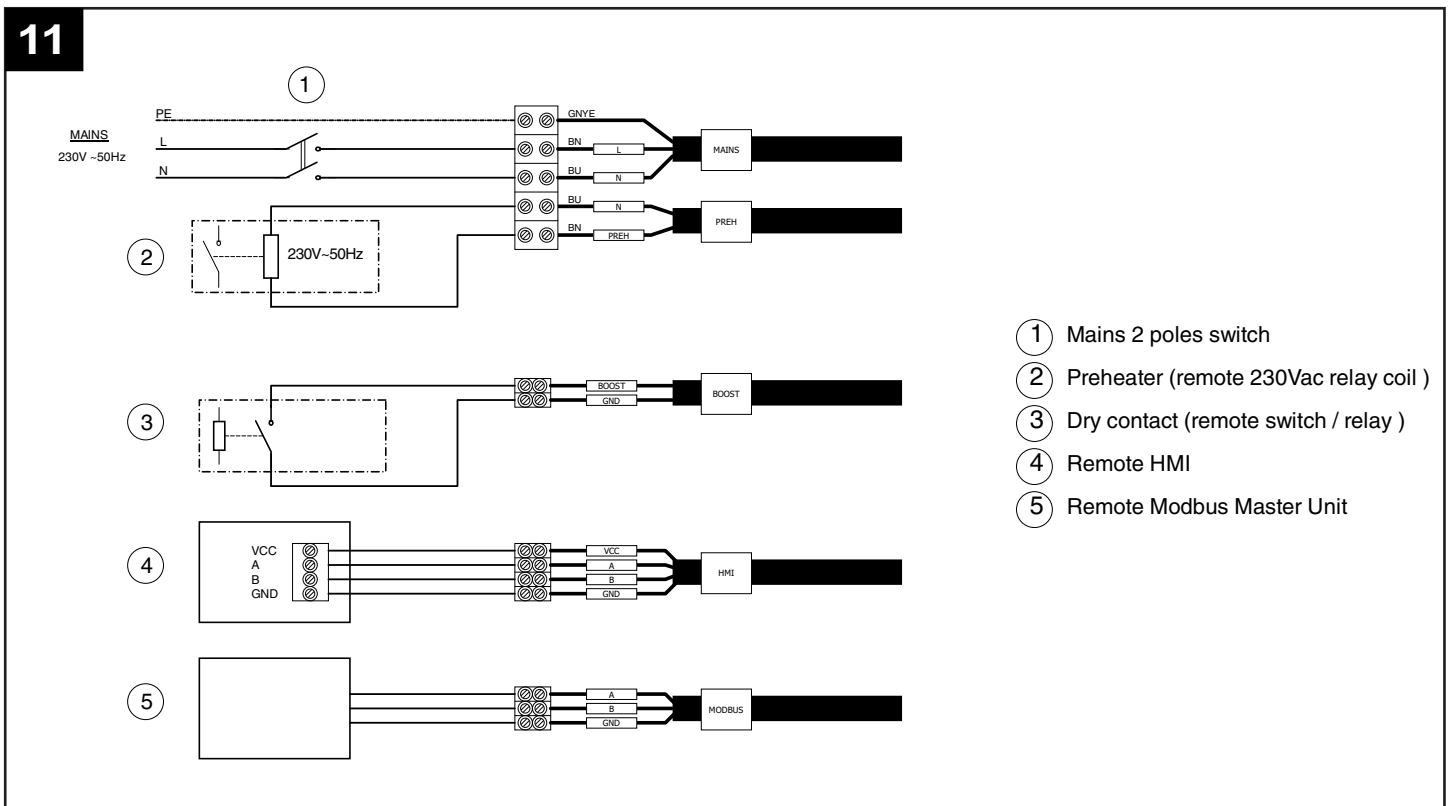 11
1
PE
GNYE
MAINS
230V ~50Hz
L
BN
L
MAINS
N
BU
N
BU
N
PREH
2
230V~50Hz
BN
PREH
1 Mains 2 poles switch
2 Preheater (remote 230Vac relay coil )
3 Dry contact (remote switch / relay )
4 Remote HMI
5 Remote Modbus Master Unit
3
BOOST
GND
BOOST
4
VCC
A
B
GND
VCC
A
B
GND
HMI
5
A
B
GND
MODBUS